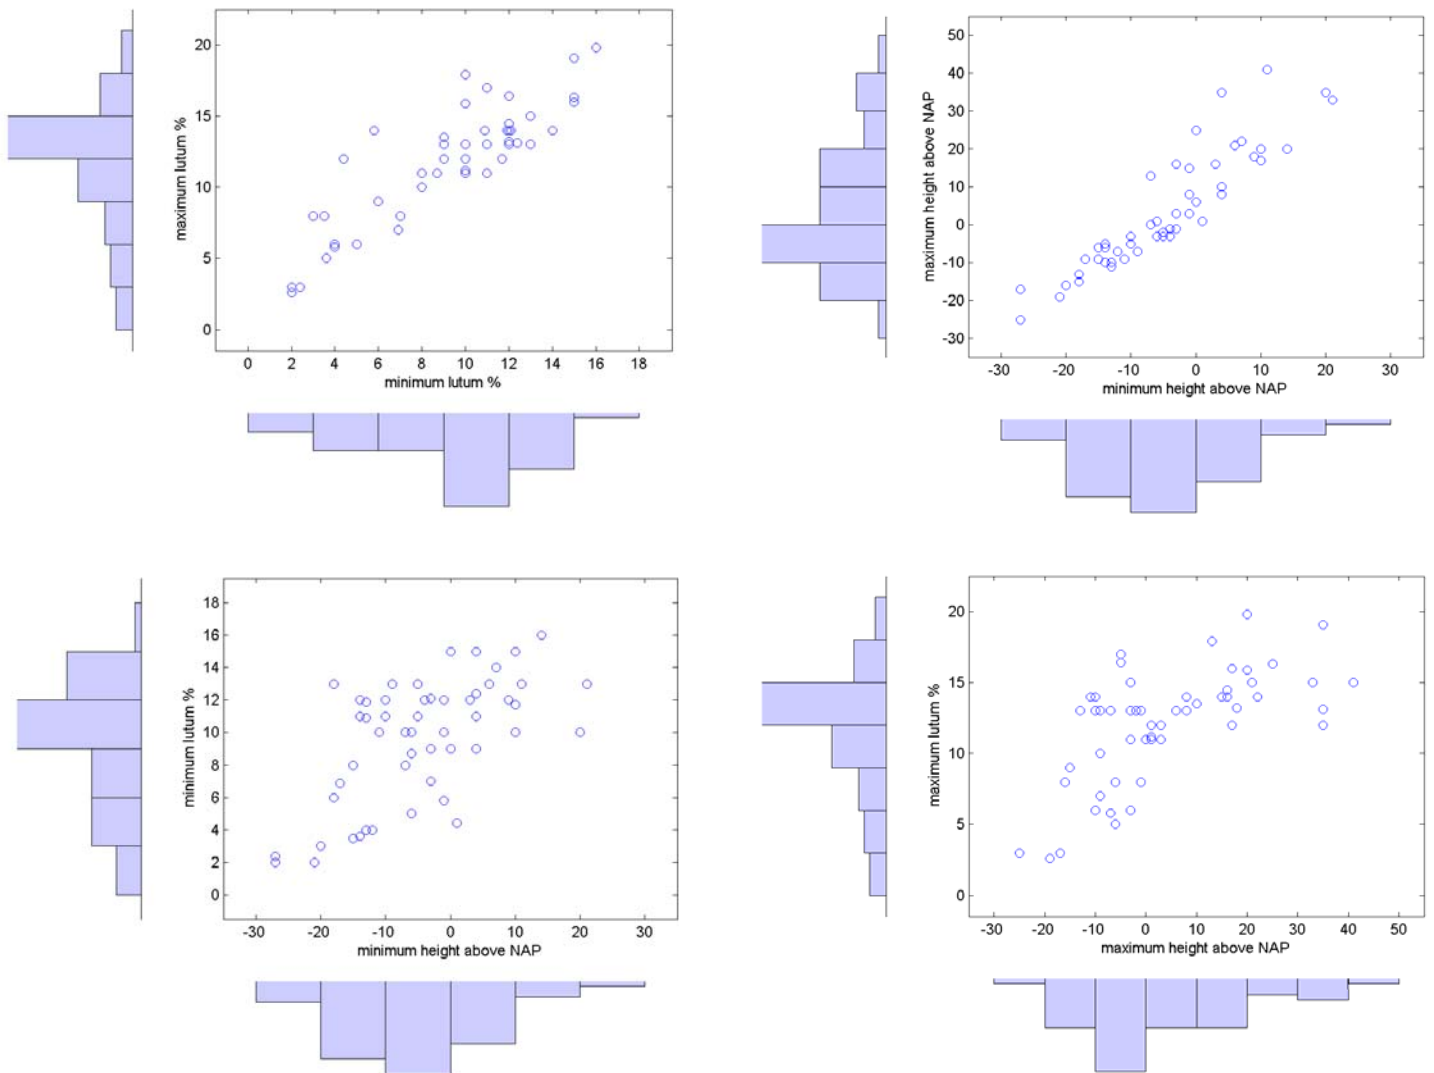 20
15
10
5
0
maximum lutum %
0 2 4 6 8 10 12 14 16 18
minimum lutum %
50
40
30
20
10
0
-10
-20
-30
maximum height above NAP
-30 -20 -10 0 10 20 30
minimum height above NAP
18
16
14
12
10
8
6
4
2
0
minimum lutum %
-30 -20 -10 0 10 20 30
minimum height above NAP
20
15
10
5
0
maximum lutum %
-30 -20 -10 0 10 20 30 40 50
maximum height above NAP